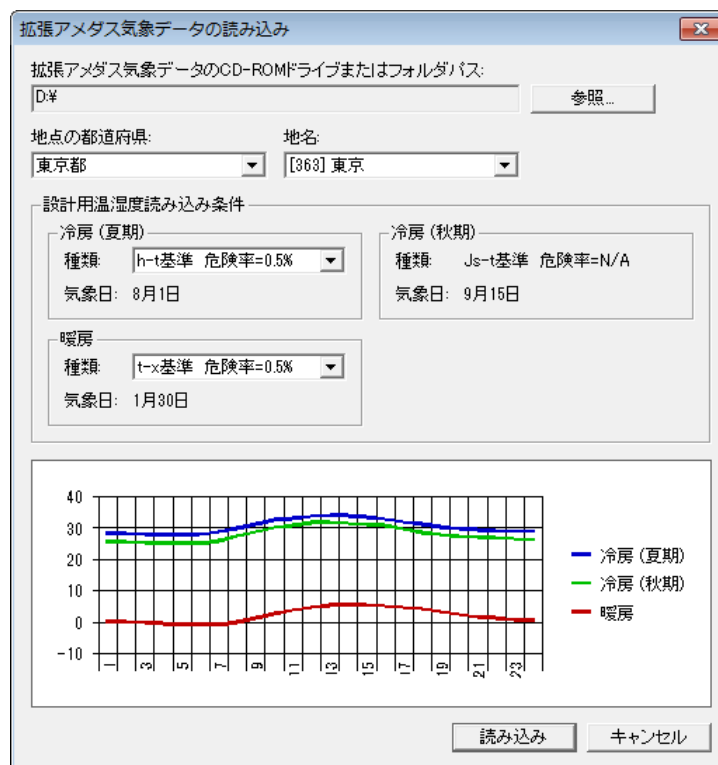 拡張アメダス気象データの読み込み
拡張アメダス気象データのCD-ROMドライブまたはフォルダパス:
D:¥
参照...
地点の都道府県:
地名:
東京都
[363] 東京
設計用温湿度読み込み条件
冷房 (夏期)
種類: h-t基準 危険率=0.5%
気象日: 8月1日
冷房 (秋期)
種類: Js-t基準 危険率=N/A
気象日: 9月15日
暖房
種類: t-x基準 危険率=0.5%
気象日: 1月30日
40
30
20
10
0
-10
1 3 5 7 9 11 13 15 17 19 21 23
冷房 (夏期)
冷房 (秋期)
暖房
読み込み
キャンセル